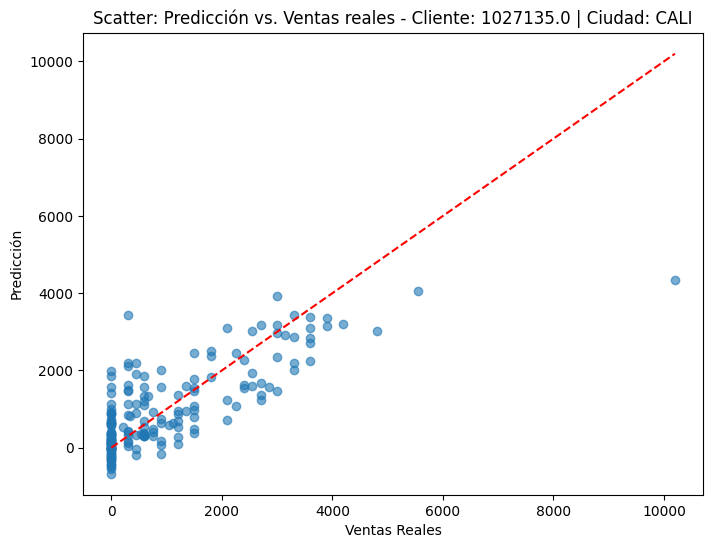 Scatter: Predicción vs. Ventas reales - Cliente: 1027135.0 | Ciudad: CALI
10000
8000
6000
4000
2000
0
Predicción
0 2000 4000 6000 8000 10000
Ventas Reales